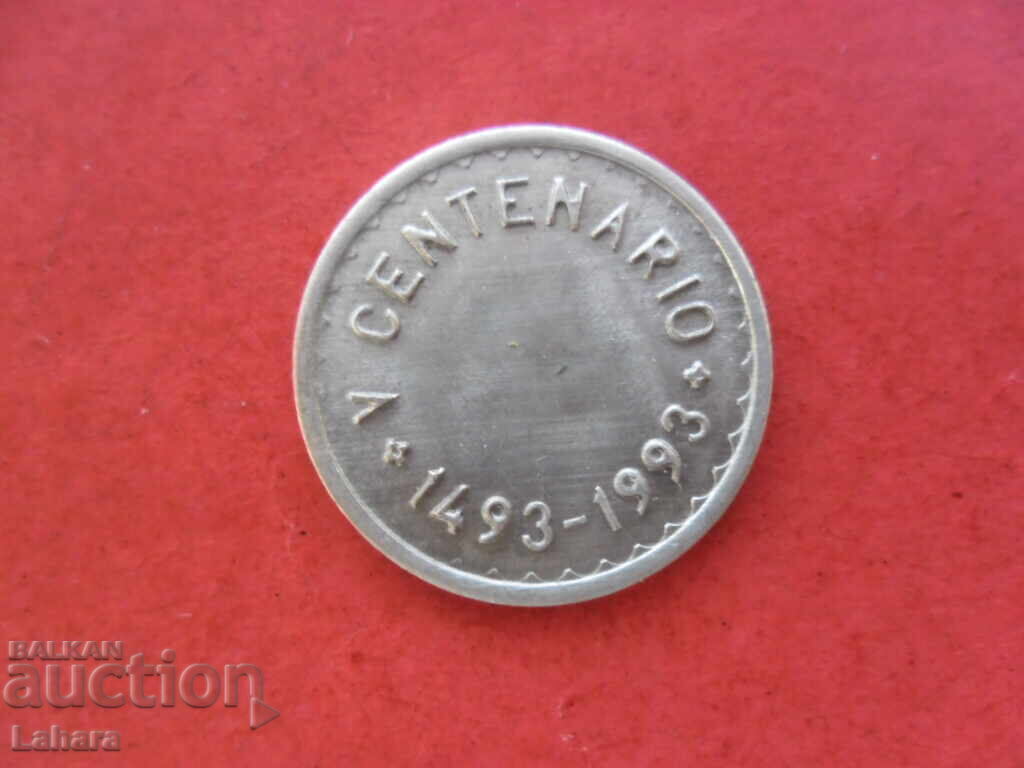 V CENTENARIO
1493-1993
BALKAN
auction
Lahara